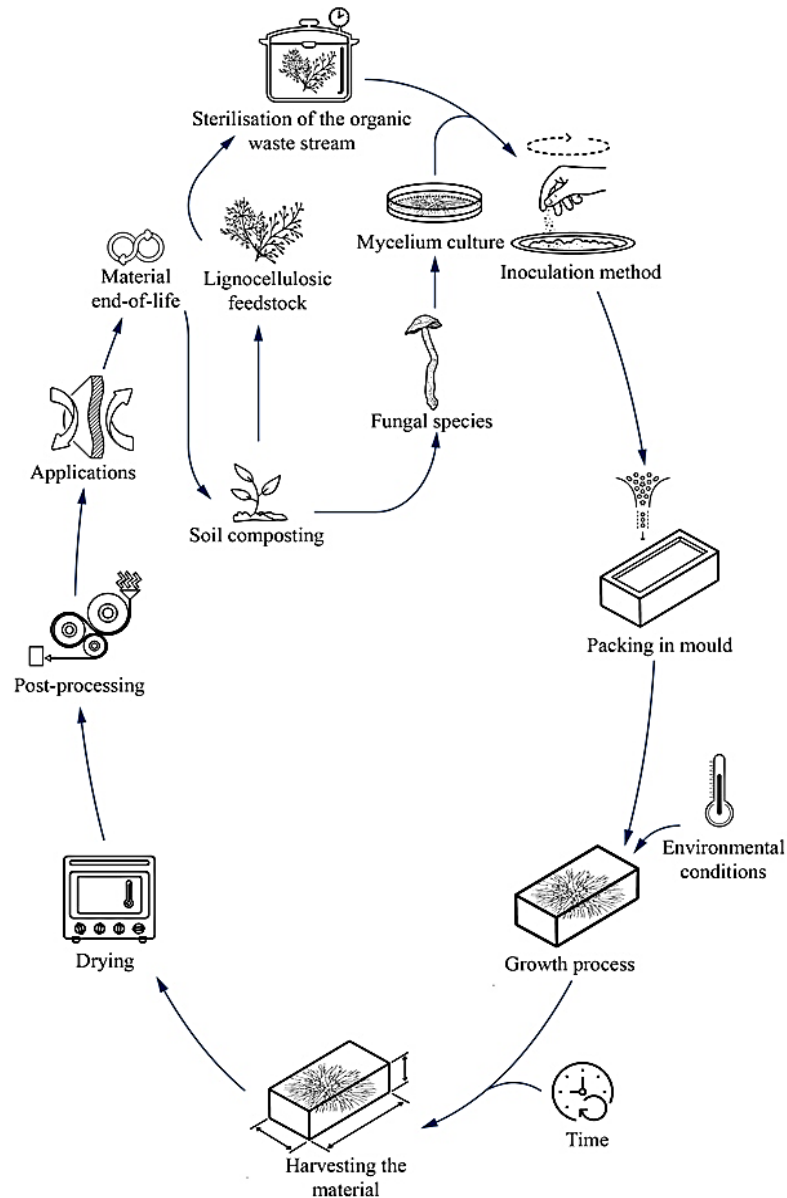 Sterilisation of the organic
waste stream
Mycelium culture
Inoculation method
Material
end-of-life
Lignocellulosic
feedstock
Fungal species
Applications
Soil composting
Packing in mould
Post-processing
Environmental
conditions
Growth process
Drying
Time
Harvesting the
material